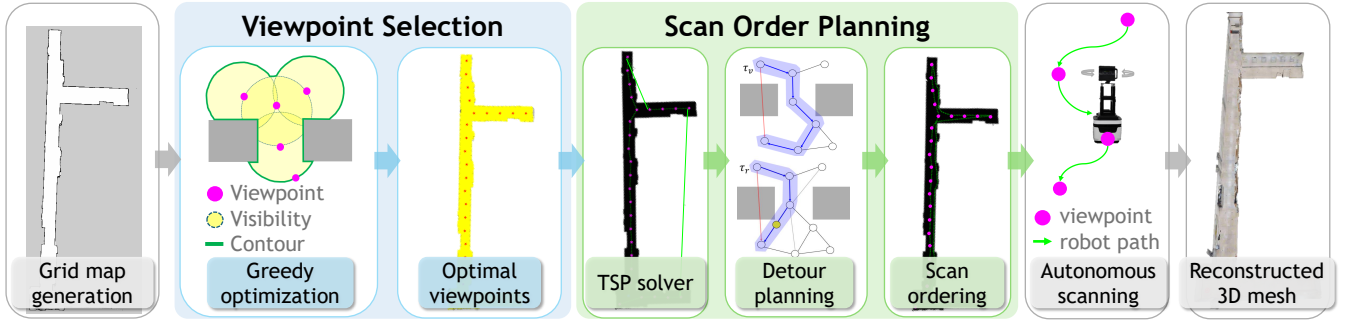 Viewpoint Selection
Scan Order Planning
Viewpoint
Visibility
Contour
τv
τr
viewpoint
robot path
Grid map
generation
Greedy
optimization
Optimal
viewpoints
TSP solver
Detour
planning
Scan
ordering
Autonomous
scanning
Reconstructed
3D mesh